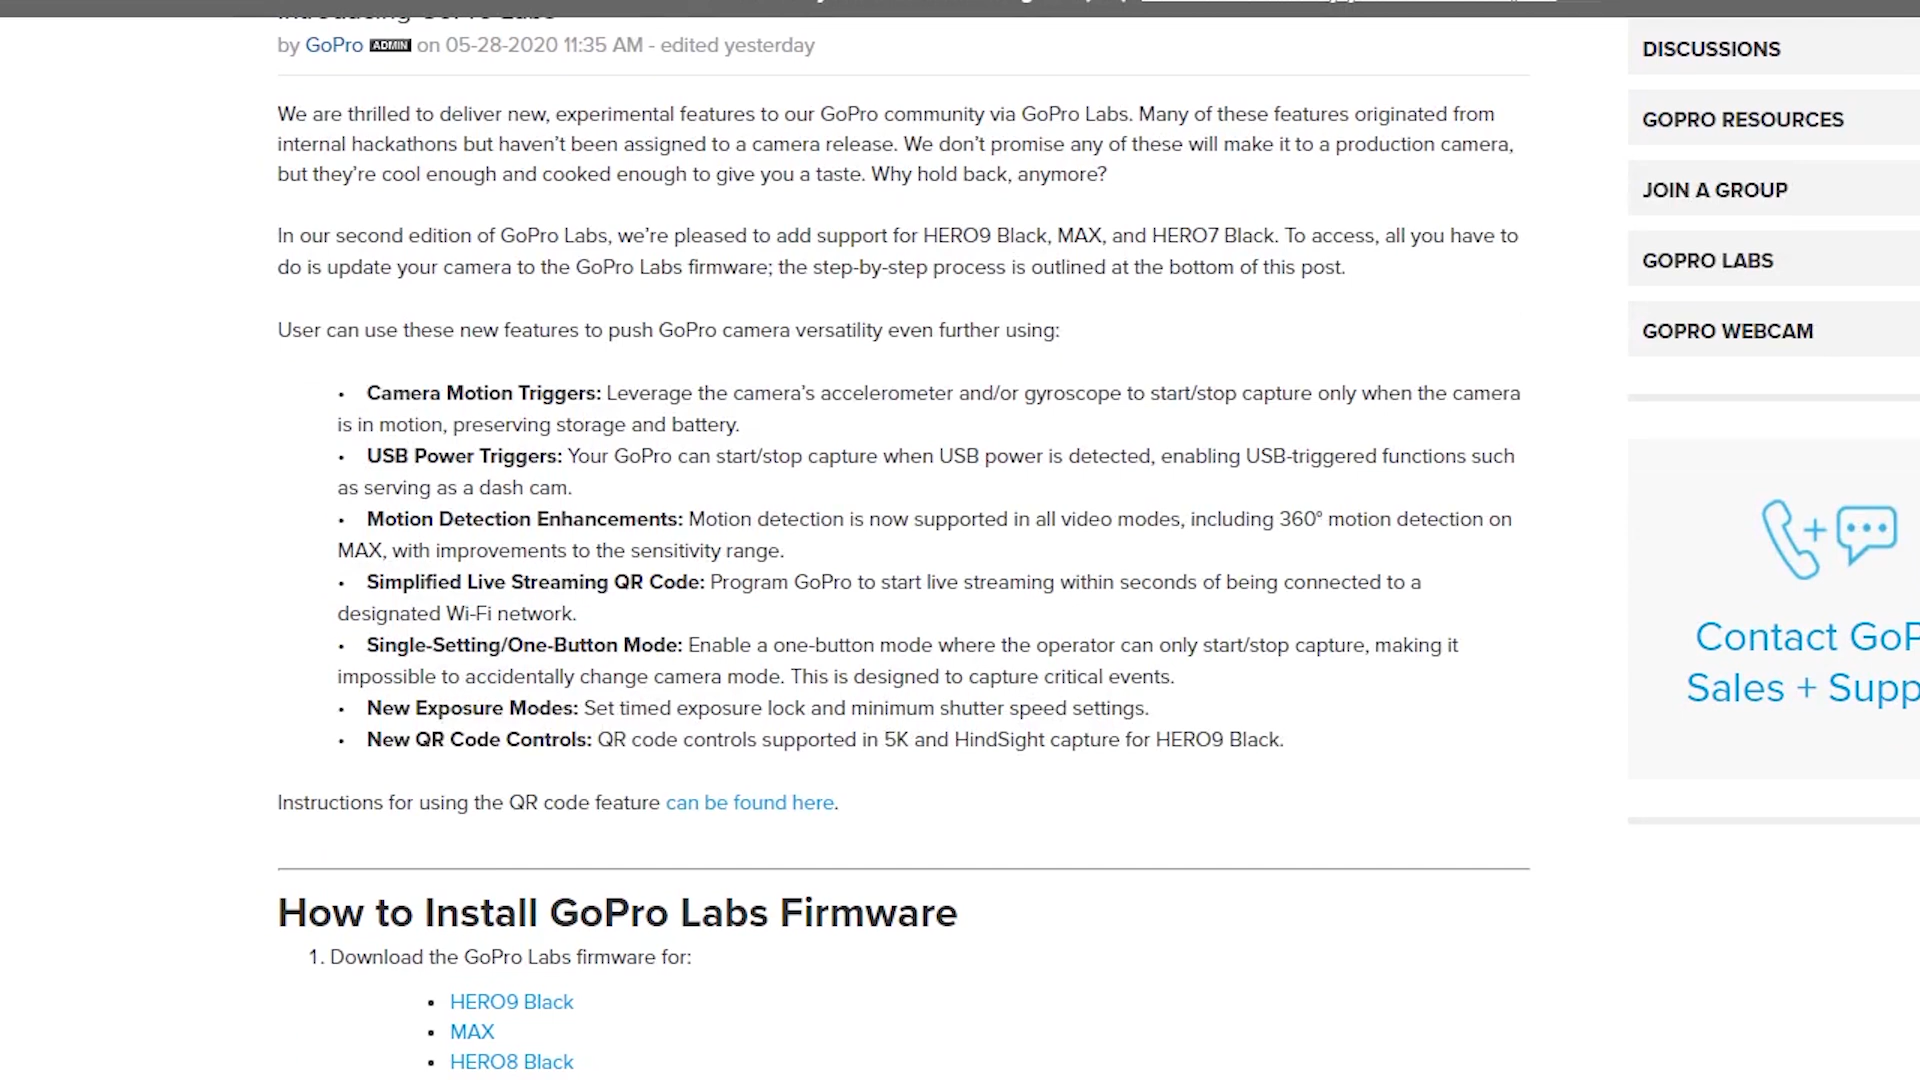 Introducing GoPro Labs
by GoPro ADMIN on 05-28-2020 11:35 AM - edited yesterday
We are thrilled to deliver new, experimental features to our GoPro community via GoPro Labs. Many of these features originated from
internal hackathons but haven’t been assigned to a camera release. We don’t promise any of these will make it to a production camera,
but they’re cool enough and cooked enough to give you a taste. Why hold back, anymore?
In our second edition of GoPro Labs, we’re pleased to add support for HERO9 Black, MAX, and HERO7 Black. To access, all you have to
do is update your camera to the GoPro Labs firmware; the step-by-step process is outlined at the bottom of this post.
User can use these new features to push GoPro camera versatility even further using:
• Camera Motion Triggers: Leverage the camera’s accelerometer and/or gyroscope to start/stop capture only when the camera
is in motion, preserving storage and battery.
• USB Power Triggers: Your GoPro can start/stop capture when USB power is detected, enabling USB-triggered functions such
as serving as a dash cam.
• Motion Detection Enhancements: Motion detection is now supported in all video modes, including 360° motion detection on
MAX, with improvements to the sensitivity range.
• Simplified Live Streaming QR Code: Program GoPro to start live streaming within seconds of being connected to a
designated Wi-Fi network.
• Single-Setting/One-Button Mode: Enable a one-button mode where the operator can only start/stop capture, making it
impossible to accidentally change camera mode. This is designed to capture critical events.
• New Exposure Modes: Set timed exposure lock and minimum shutter speed settings.
• New QR Code Controls: QR code controls supported in 5K and HindSight capture for HERO9 Black.
Instructions for using the QR code feature can be found here.
How to Install GoPro Labs Firmware
1. Download the GoPro Labs firmware for:
• HERO9 Black
• MAX
• HERO8 Black
DISCUSSIONS
GOPRO RESOURCES
JOIN A GROUP
GOPRO LABS
GOPRO WEBCAM
Contact GoP
Sales + Supp